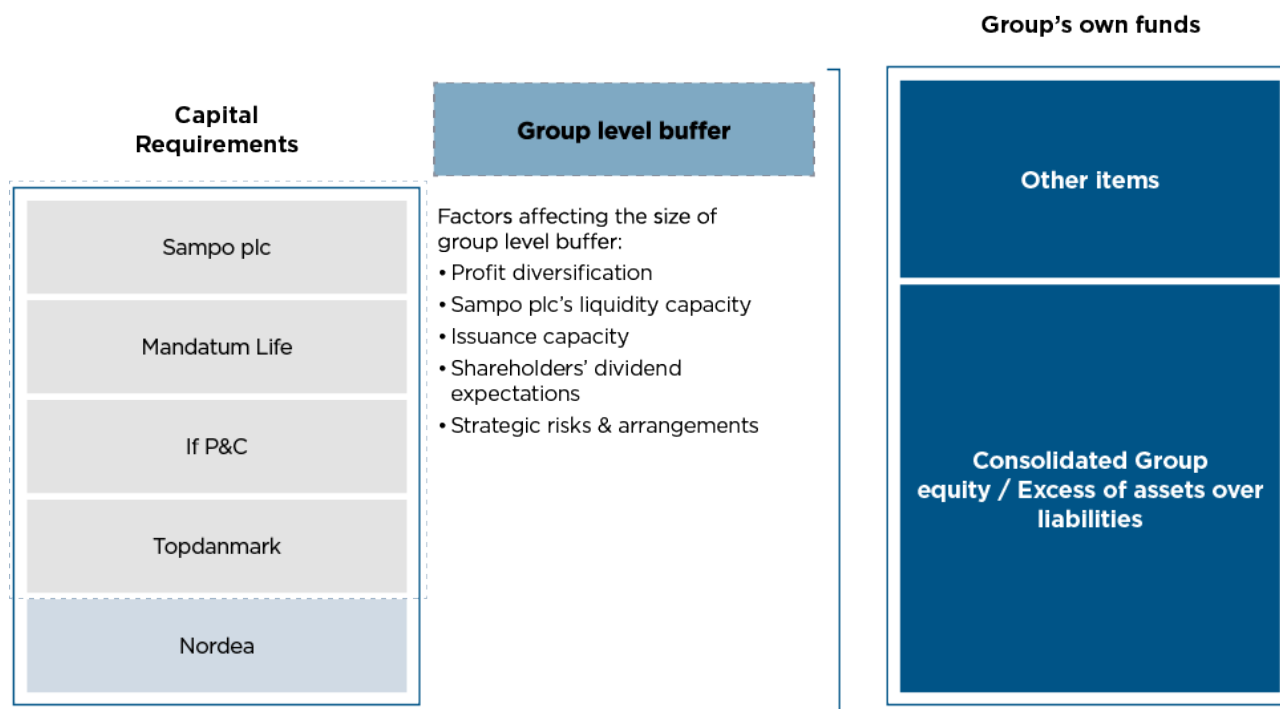 Capital
Requirements
Sampo plc
Mandatum Life
If P&C
Topdanmark
Nordea
Group level buffer
Factors affecting the size of
group level buffer:
• Profit diversification
• Sampo plc’s liquidity capacity
• Issuance capacity
• Shareholders’ dividend
expectations
• Strategic risks & arrangements
Group’s own funds
Other items
Consolidated Group
equity / Excess of assets over
liabilities